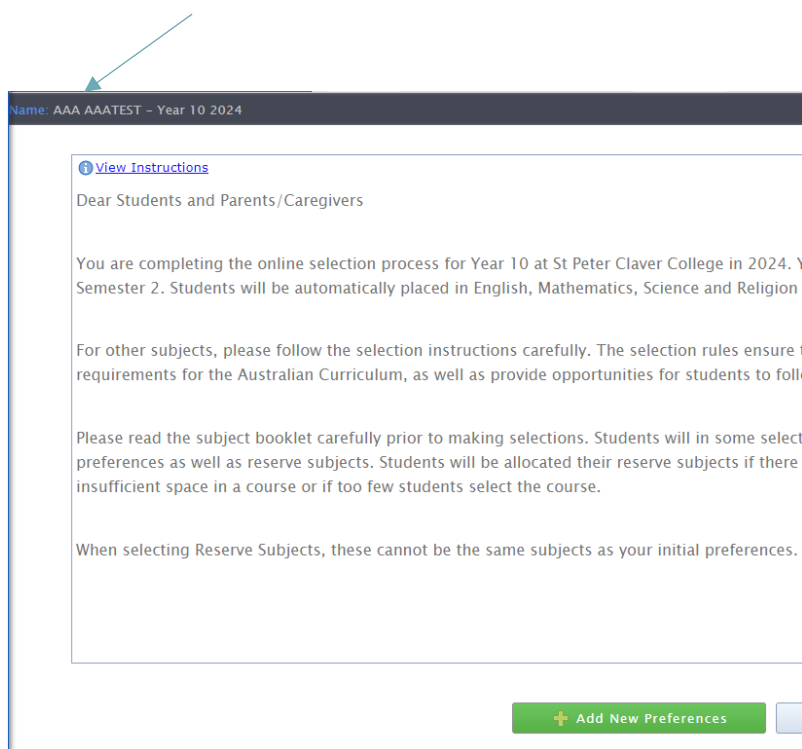 Name: AAA AAATEST – Year 10 2024
View Instructions
Dear Students and Parents/Caregivers
You are completing the online selection process for Year 10 at St Peter Claver College in 2024.
Semester 2. Students will be automatically placed in English, Mathematics, Science and Religion
For other subjects, please follow the selection instructions carefully. The selection rules ensure
requirements for the Australian Curriculum, as well as provide opportunities for students to
Please read the subject booklet carefully prior to making selections. Students will in some
preferences as well as reserve subjects. Students will be allocated their reserve subjects if there
insufficient space in a course or if too few students select the course.
When selecting Reserve Subjects, these cannot be the same subjects as your initial preferences.
Add New Preferences